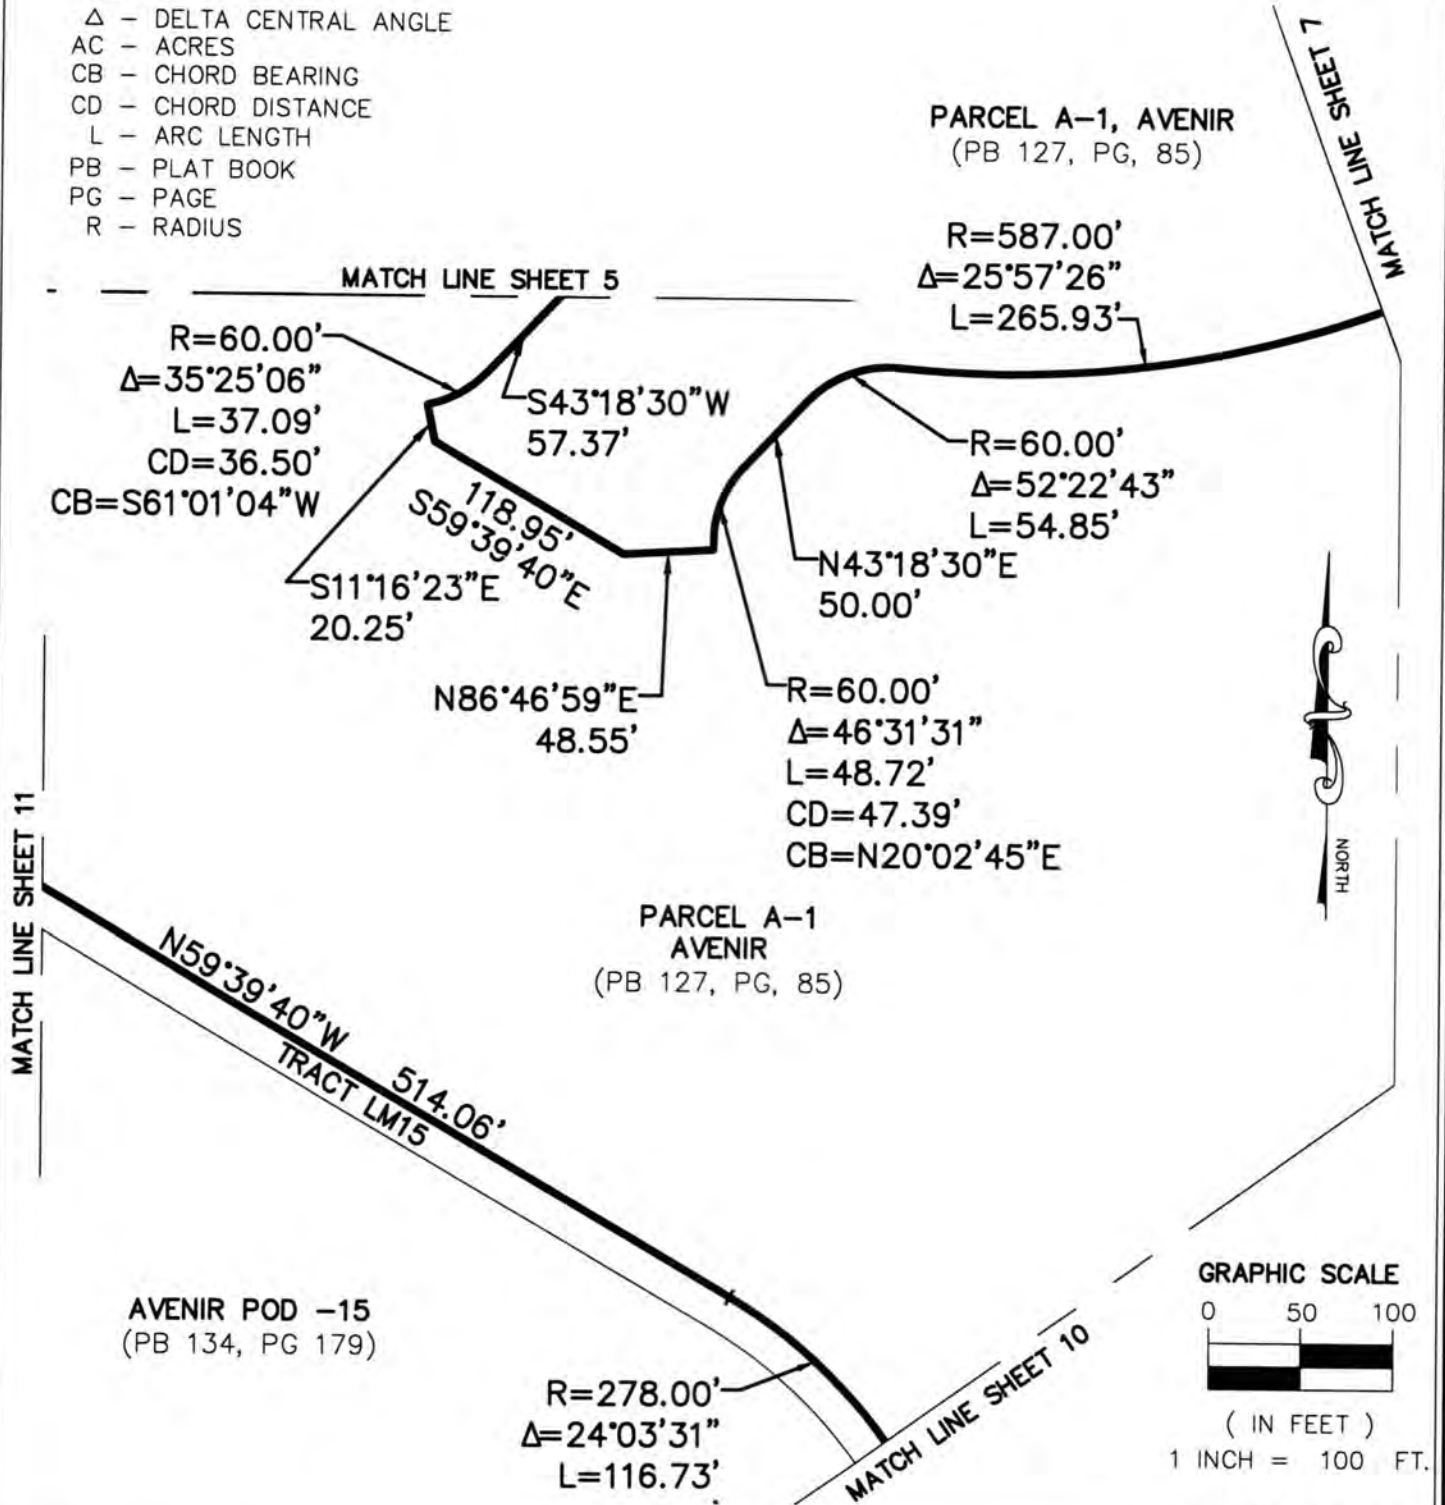 Δ – DELTA CENTRAL ANGLE
AC – ACRES
CB – CHORD BEARING
CD – CHORD DISTANCE
L – ARC LENGTH
PB – PLAT BOOK
PG – PAGE
R – RADIUS
MATCH LINE SHEET 7
PARCEL A–1, AVENIR
(PB 127, PG, 85)
R=587.00'
Δ=25°57'26"
L=265.93'
MATCH LINE SHEET 5
R=60.00'
Δ=35°25'06"
L=37.09'
CD=36.50'
CB=S61°01'04"W
S43°18'30"W
57.37'
R=60.00'
Δ=52°22'43"
L=54.85'
118.95'
S59°39'40"E
S11°16'23"E
20.25'
N43°18'30"E
50.00'
N86°46'59"E
48.55'
R=60.00'
Δ=46°31'31"
L=48.72'
CD=47.39'
CB=N20°02'45"E
NORTH
MATCH LINE SHEET 11
PARCEL A–1
AVENIR
(PB 127, PG, 85)
N59°39'40"W 514.06'
TRACT LM15
AVENIR POD –15
(PB 134, PG 179)
R=278.00'
Δ=24°03'31"
L=116.73'
MATCH LINE SHEET 10
GRAPHIC SCALE
0 50 100
( IN FEET )
1 INCH = 100 FT.